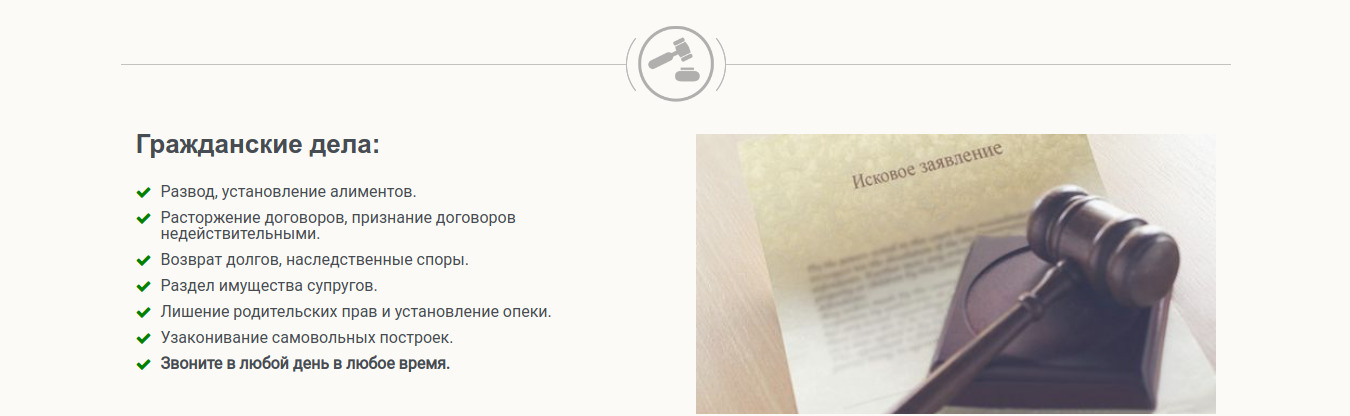 Гражданские дела:
Развод, установление алиментов.
Расторжение договоров, признание договоров
недействительными.
Возврат долгов, наследственные споры.
Раздел имущества супругов.
Лишение родительских прав и установление опеки.
Узаконивание самовольных построек.
Звоните в любой день в любое время.
Исковое заявление